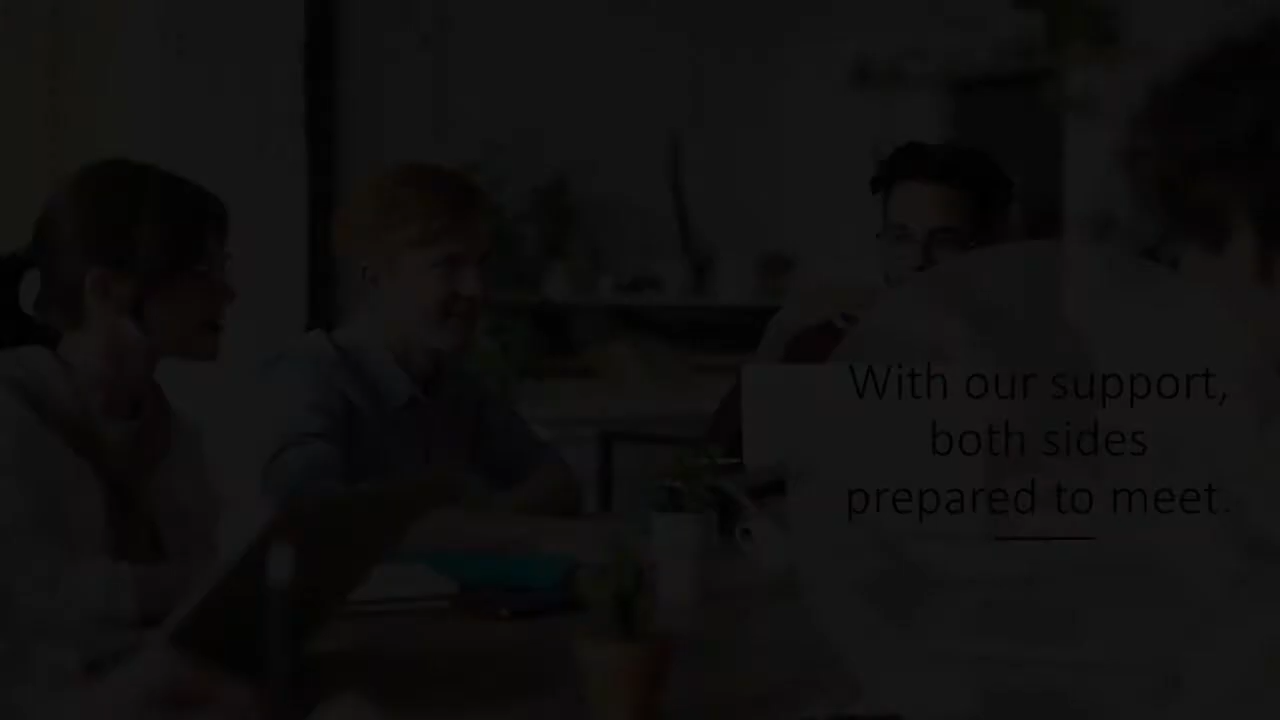 With our support,
both sides
prepared to meet.